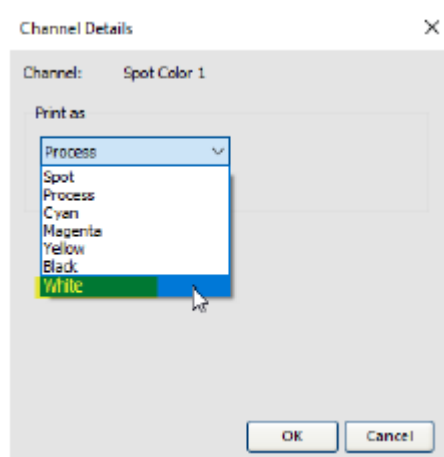 Channel Details
Channel: Spot Color 1
Print as
Process
Spot
Process
Cyan
Magenta
Yellow
Black
White
OK Cancel